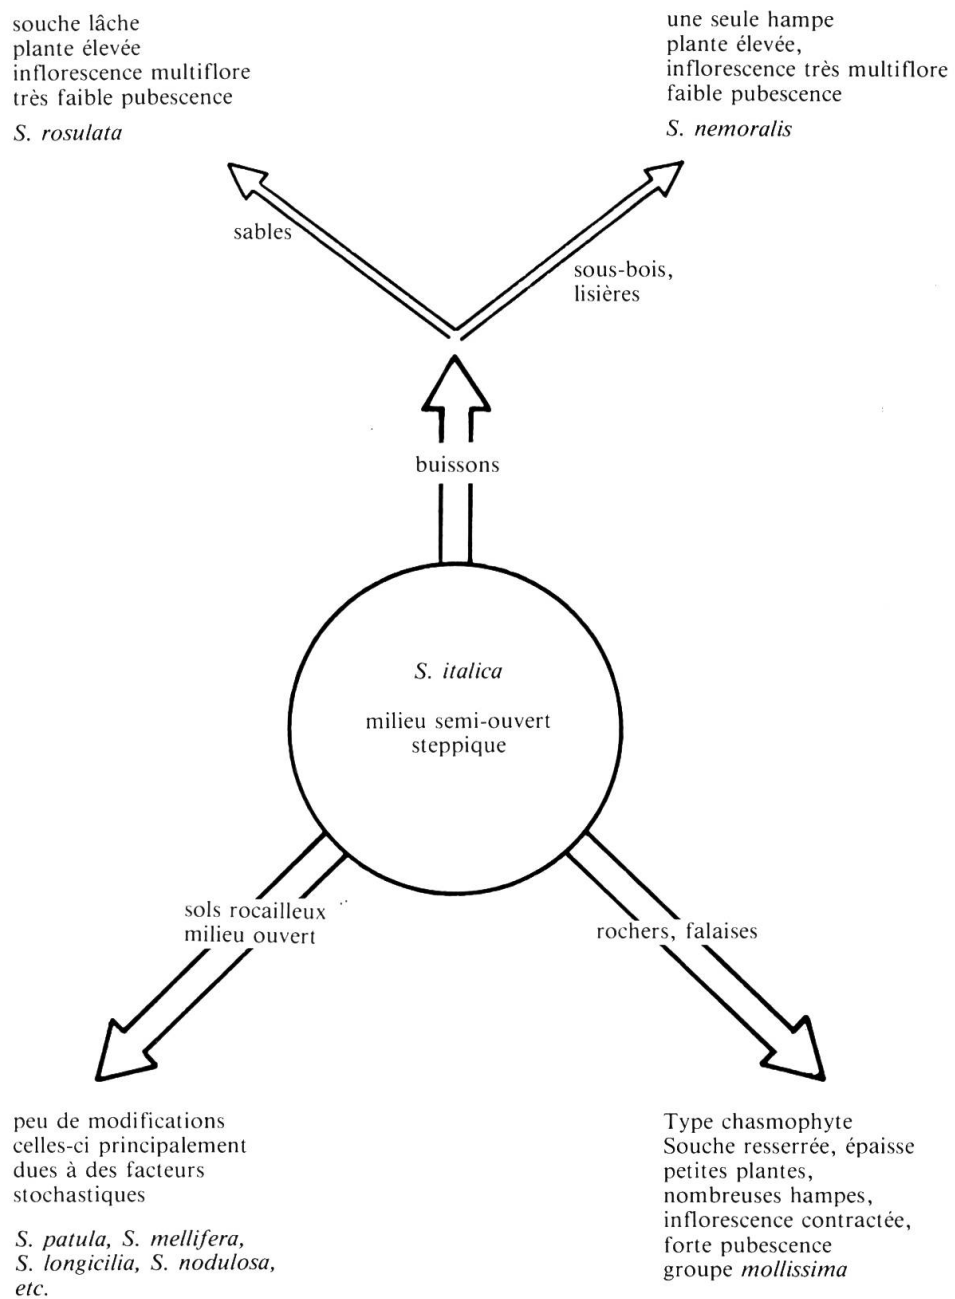 souche lâche
plante élevée
inflorescence multiflore
très faible pubescence
S. rosulata
une seule hampe
plante élevée,
inflorescence très multiflore
faible pubescence
S. nemoralis
sables
sous-bois,
lisières
buissons
S. italica
milieu semi-ouvert
steppique
sols rocailleux
milieu ouvert
rochers, falaises
peu de modifications
celles-ci principalement
dues à des facteurs
stochastiques
S. patula, S. mellifera,
S. longicilia, S. nodulosa,
etc.
Type chasmophyte
Souche resserrée, épaisse
petites plantes,
nombreuses hampes,
inflorescence contractée,
forte pubescence
groupe mollissima